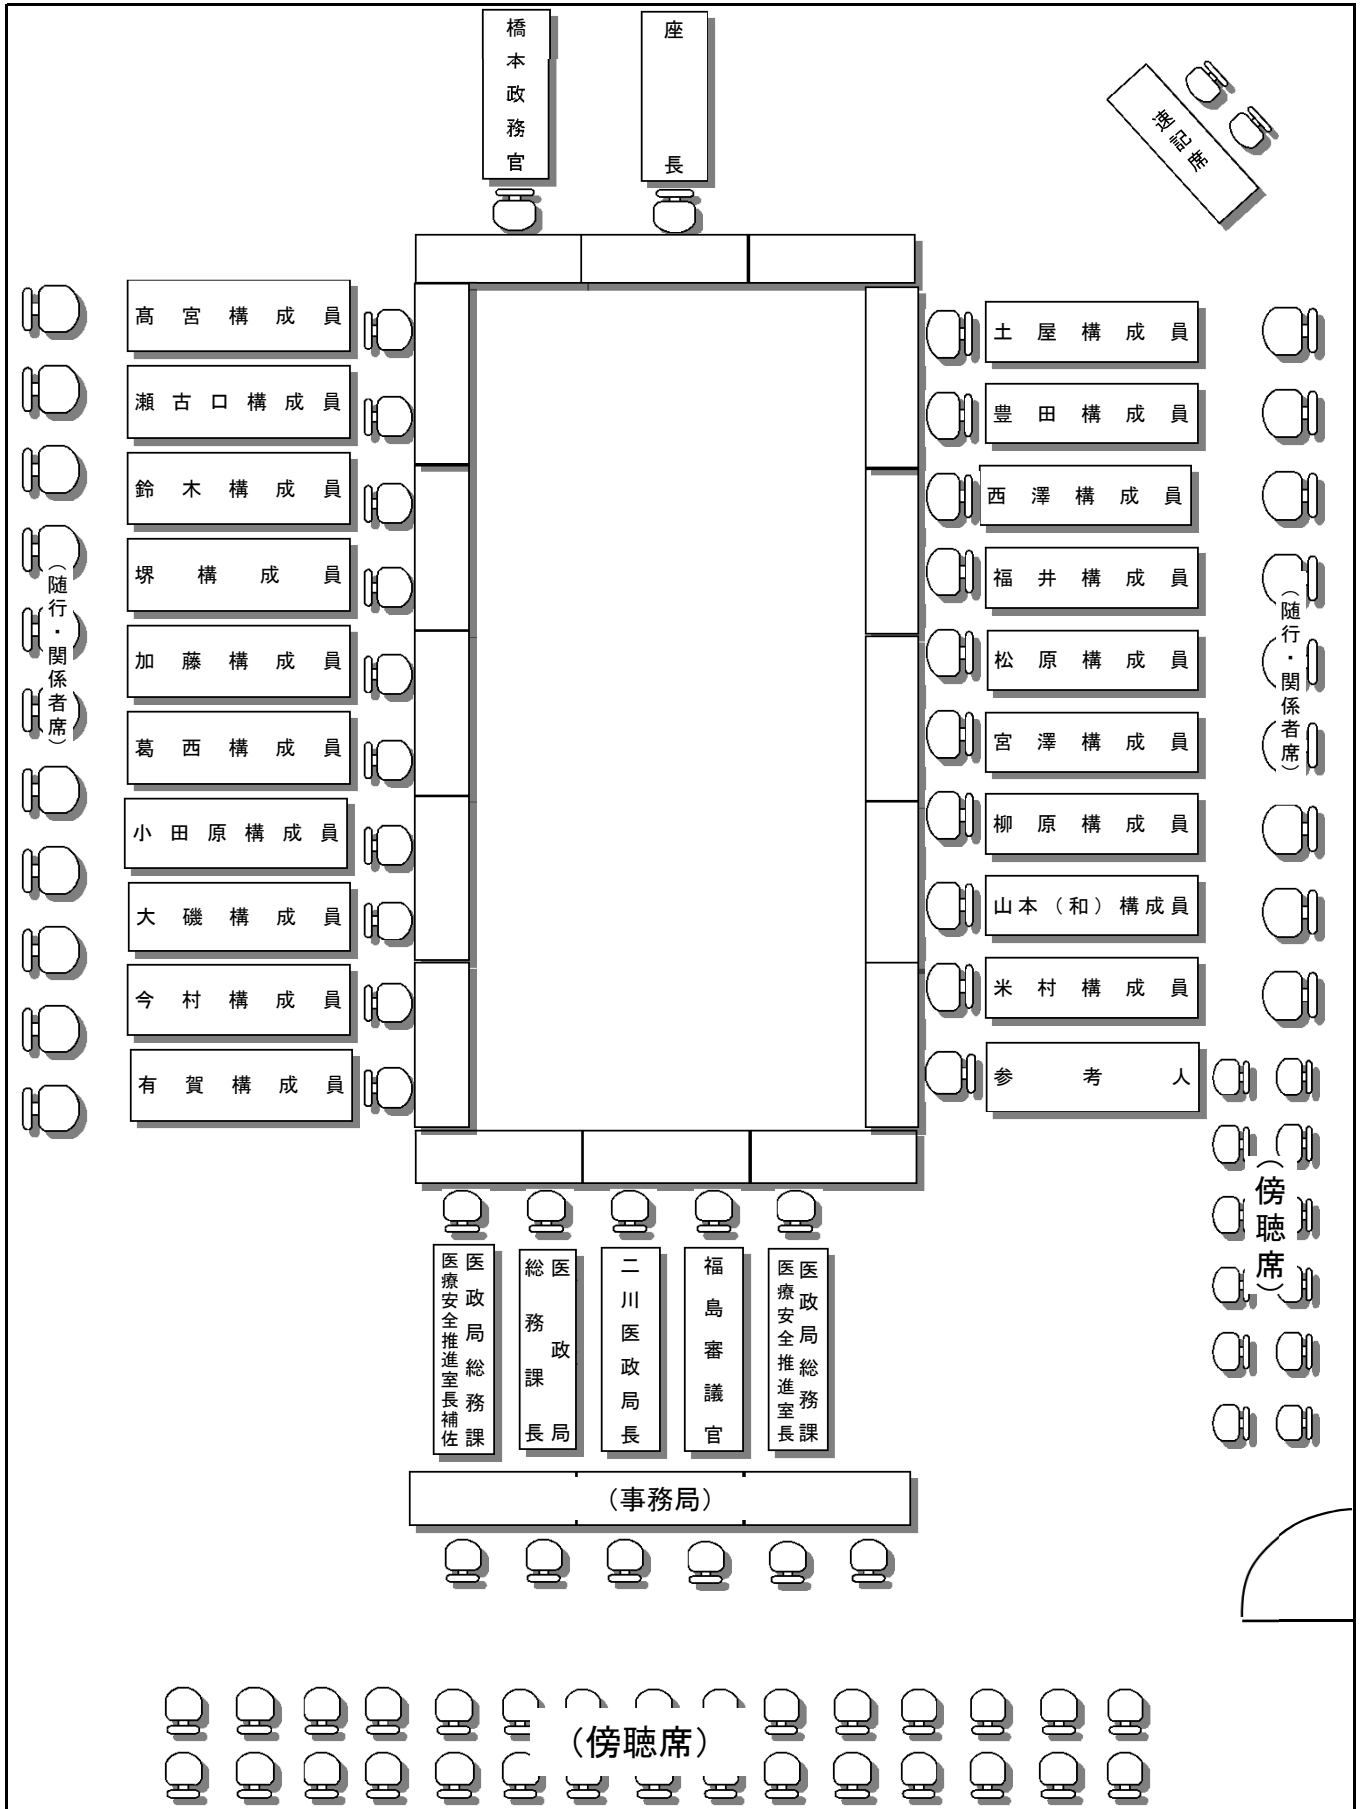 橋本政務官
座長
速記席
髙宮構成員
瀬古口構成員
鈴木構成員
堺構成員
加藤構成員
葛西構成員
小田原構成員
大磯構成員
今村構成員
有賀構成員
（随行・関係者席）
土屋構成員
豊田構成員
西澤構成員
福井構成員
松原構成員
宮澤構成員
柳原構成員
山本（和）構成員
米村構成員
参考人
（随行・関係者席）
（傍聴席）
医政局総務課
医療安全推進室長補佐
医政局
総務課長
二川医政局長
福島審議官
医政局総務課
医療安全推進室長
（事務局）
（傍聴席）